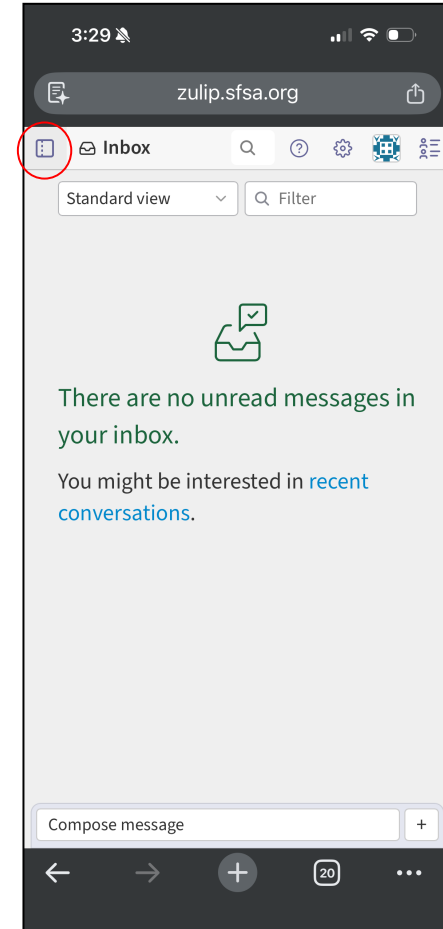 3:29
zulip.sfsa.org
Inbox
Standard view
Filter
There are no unread messages in
your inbox.
You might be interested in recent
conversations.
Compose message
+
20